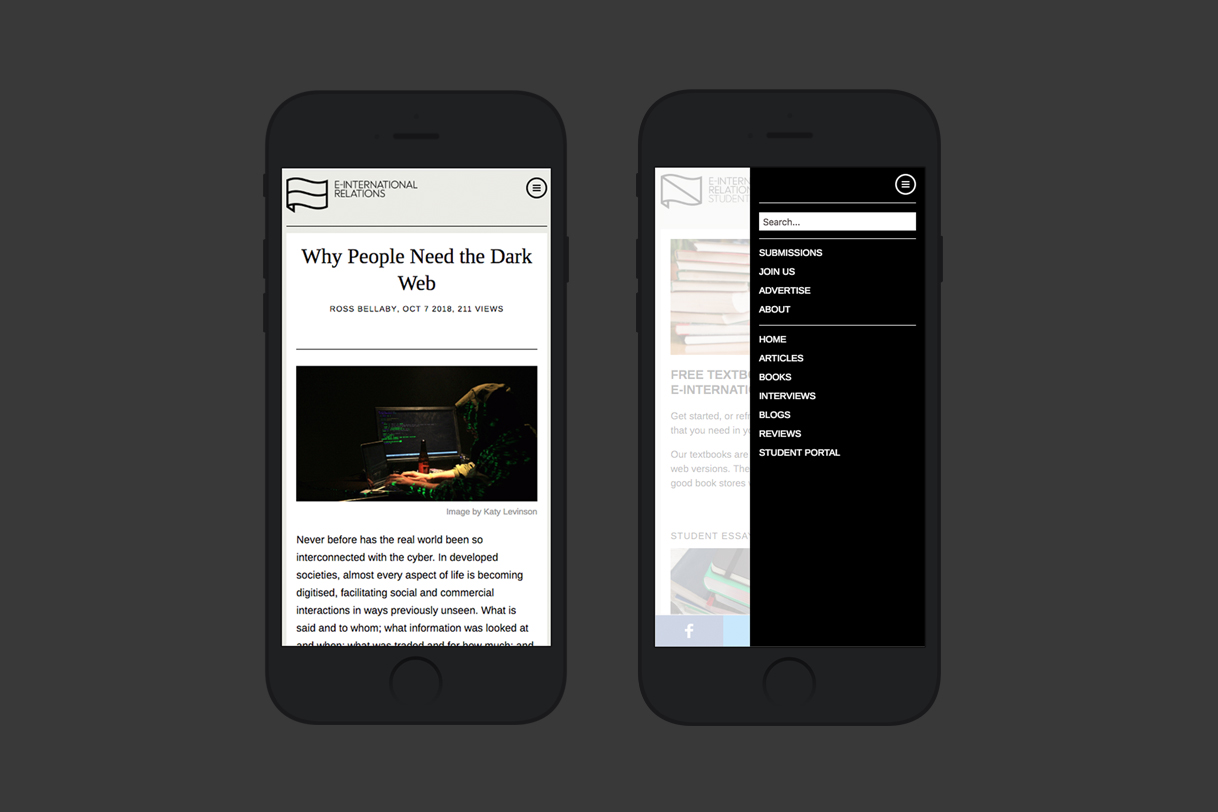 E-INTERNATIONAL
RELATIONS
Why People Need the Dark
Web
ROSS BELLABY, OCT 7 2018, 211 VIEWS
Image by Katy Levinson
Never before has the real world been so
interconnected with the cyber. In developed
societies, almost every aspect of life is becoming
digitised, facilitating social and commercial
interactions in ways previously unseen. What is
said and to whom; what information was looked at
and when; what was traded and for how much; and
E-INTERN
RELATIO
STUDENT
FREE TEXTBO
E-INTERNATI
Get started, or refr
that you need in yo
Our textbooks are
web versions. The
good book stores
STUDENT ESSA
f
Search...
SUBMISSIONS
JOIN US
ADVERTISE
ABOUT
HOME
ARTICLES
BOOKS
INTERVIEWS
BLOGS
REVIEWS
STUDENT PORTAL